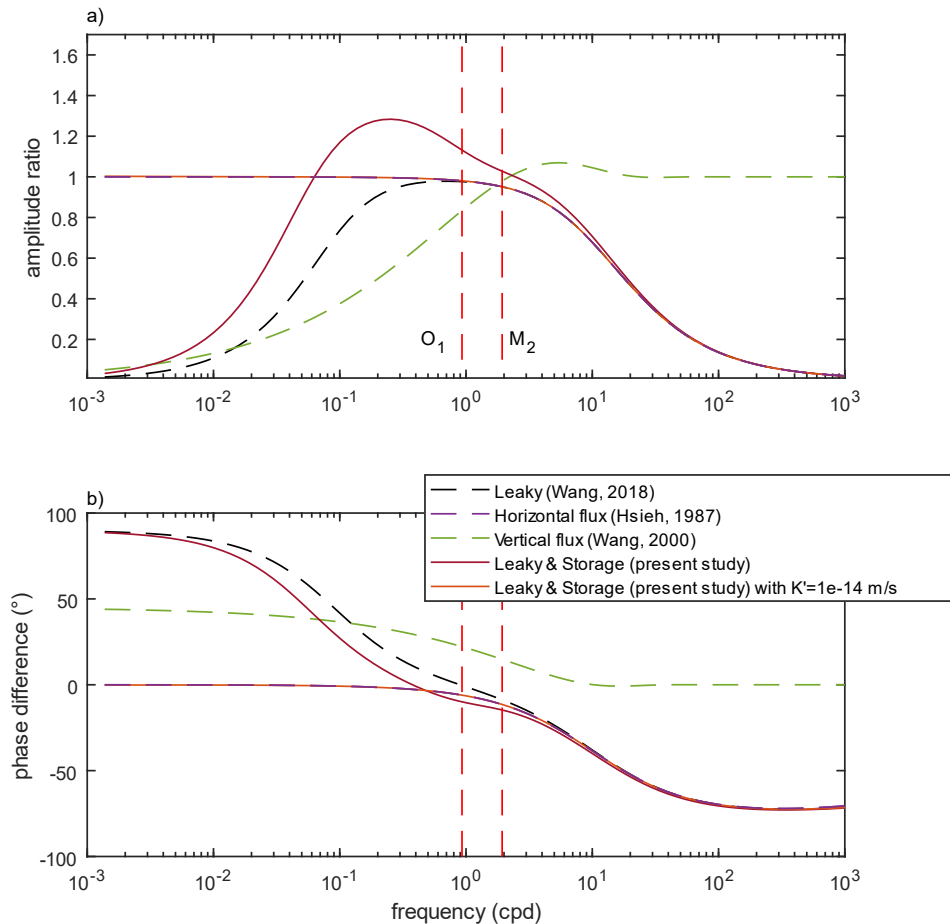 a)
1.6
1.4
1.2
1
0.8
0.6
0.4
0.2
amplitude ratio
O1
M2
10-3
10-2
10-1
100
101
102
103
b)
Leaky (Wang, 2018)
Horizontal flux (Hsieh, 1987)
Vertical flux (Wang, 2000)
Leaky & Storage (present study)
Leaky & Storage (present study) with K'=1e-14 m/s
100
50
0
-50
-100
phase difference (°)
10-3
10-2
10-1
100
101
102
103
frequency (cpd)